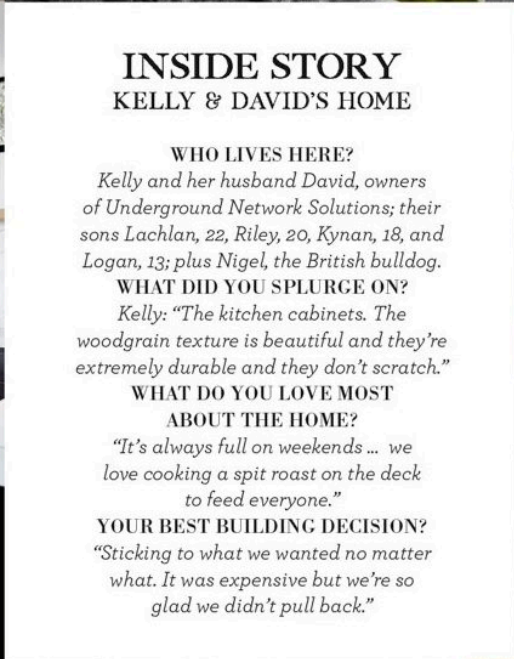 INSIDE STORY
KELLY & DAVID'S HOME
WHO LIVES HERE?
Kelly and her husband David, owners
of Underground Network Solutions; their
sons Lachlan, 22, Riley, 20, Kynan, 18, and
Logan, 13; plus Nigel, the British bulldog.
WHAT DID YOU SPLURGE ON?
Kelly: “The kitchen cabinets. The
woodgrain texture is beautiful and they’re
extremely durable and they don’t scratch.”
WHAT DO YOU LOVE MOST
ABOUT THE HOME?
“It’s always full on weekends ... we
love cooking a spit roast on the deck
to feed everyone.”
YOUR BEST BUILDING DECISION?
“Sticking to what we wanted no matter
what. It was expensive but we’re so
glad we didn’t pull back.”